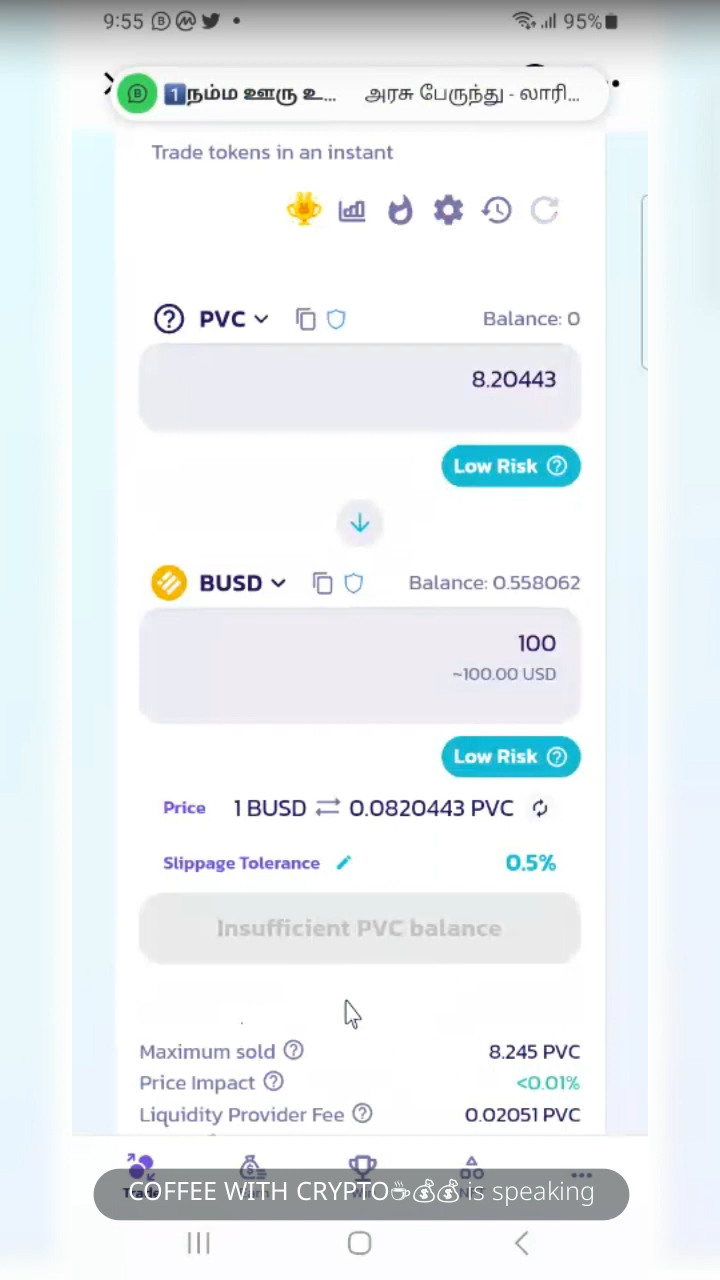 9:55 95%
1 நம்ம ஊரு உ... அரசு பேருந்து - லாரி...
Trade tokens in an instant
PVC Balance: 0
8.20443
Low Risk
BUSD Balance: 0.558062
100
~100.00 USD
Low Risk
Price 1 BUSD ⇄ 0.0820443 PVC
Slippage Tolerance 0.5%
Insufficient PVC balance
Maximum sold 8.245 PVC
Price Impact <0.01%
Liquidity Provider Fee 0.02051 PVC
COFFEE WITH CRYPTO☕💰💰 is speaking